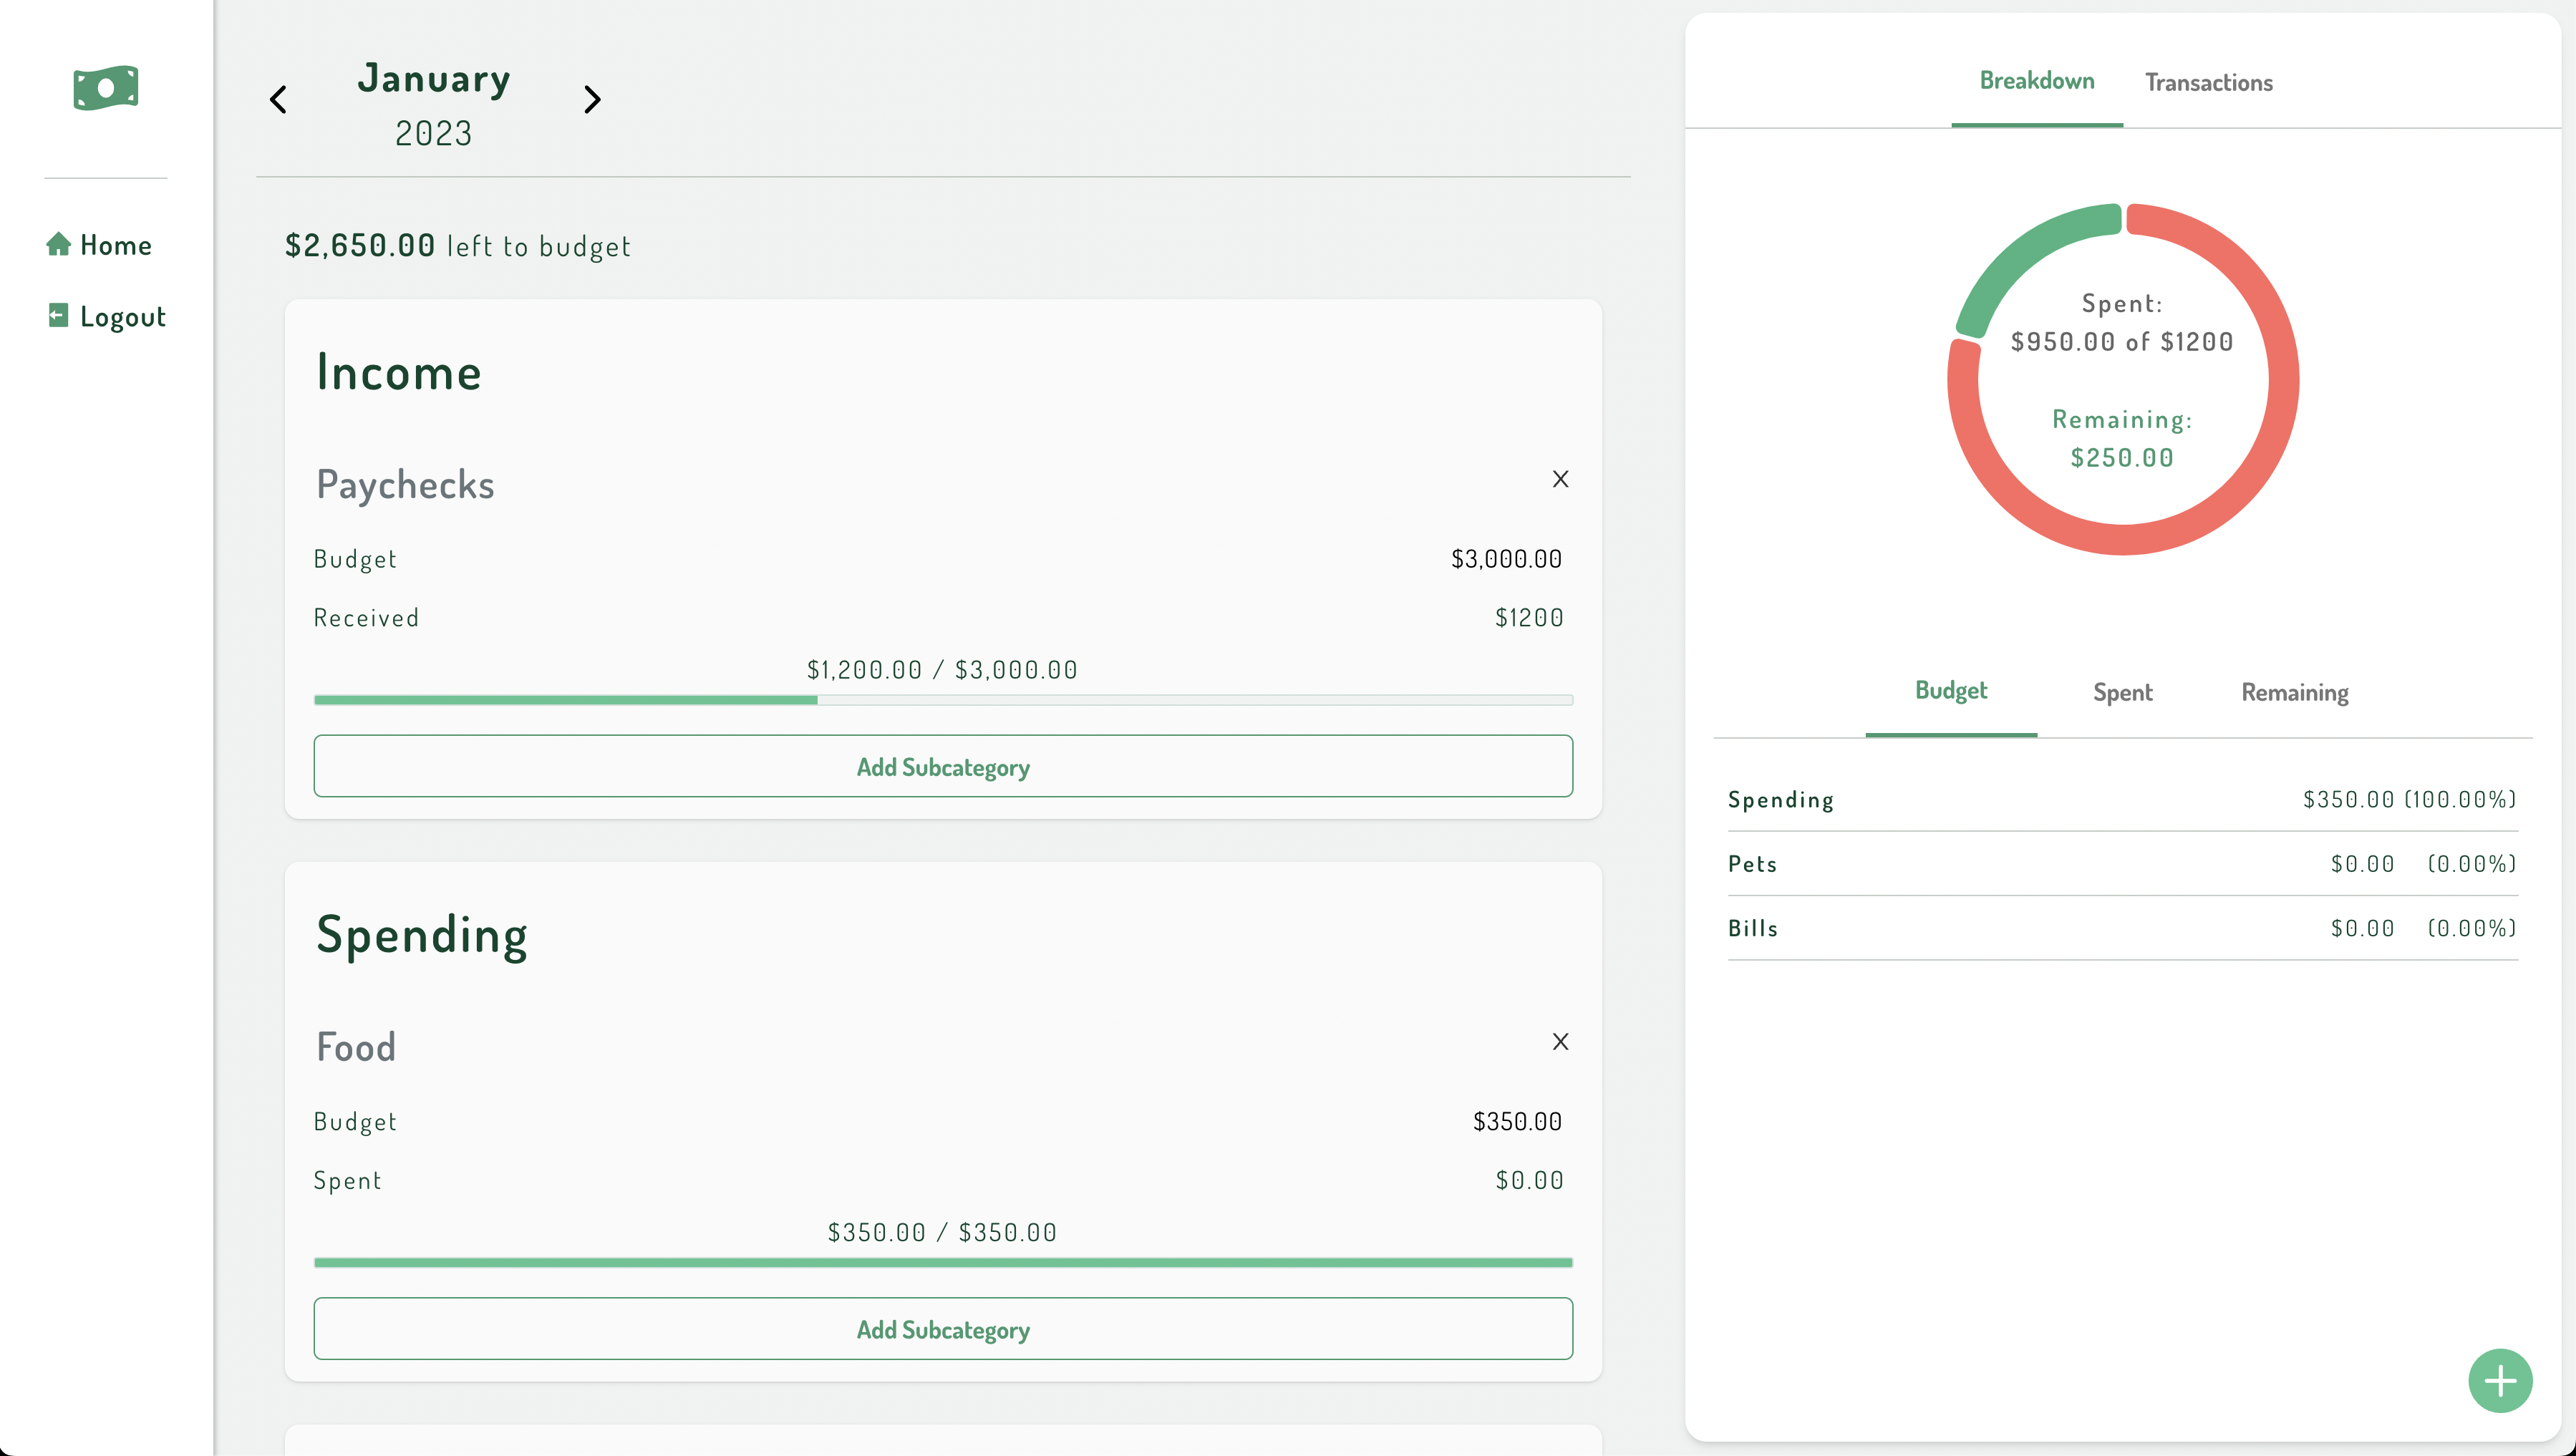 Home
Logout
January
2023
$2,650.00 left to budget
Income
Paychecks
X
Budget $3,000.00
Received $1200
$1,200.00 / $3,000.00
Add Subcategory
Spending
Food
X
Budget $350.00
Spent $0.00
$350.00 / $350.00
Add Subcategory
Breakdown Transactions
Spent:
$950.00 of $1200
Remaining:
$250.00
Budget Spent Remaining
Spending $350.00 (100.00%)
Pets $0.00 (0.00%)
Bills $0.00 (0.00%)